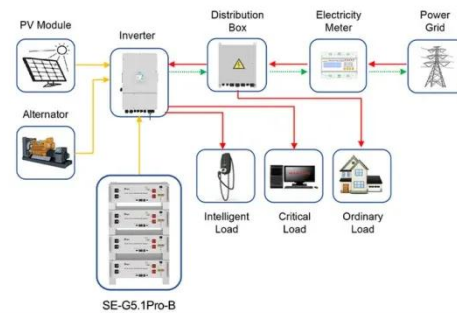 PV Module
Inverter
Distribution
Box
Electricity
Meter
Power
Grid
Alternator
Intelligent
Load
Critical
Load
Ordinary
Load
SE-G5.1Pro-B